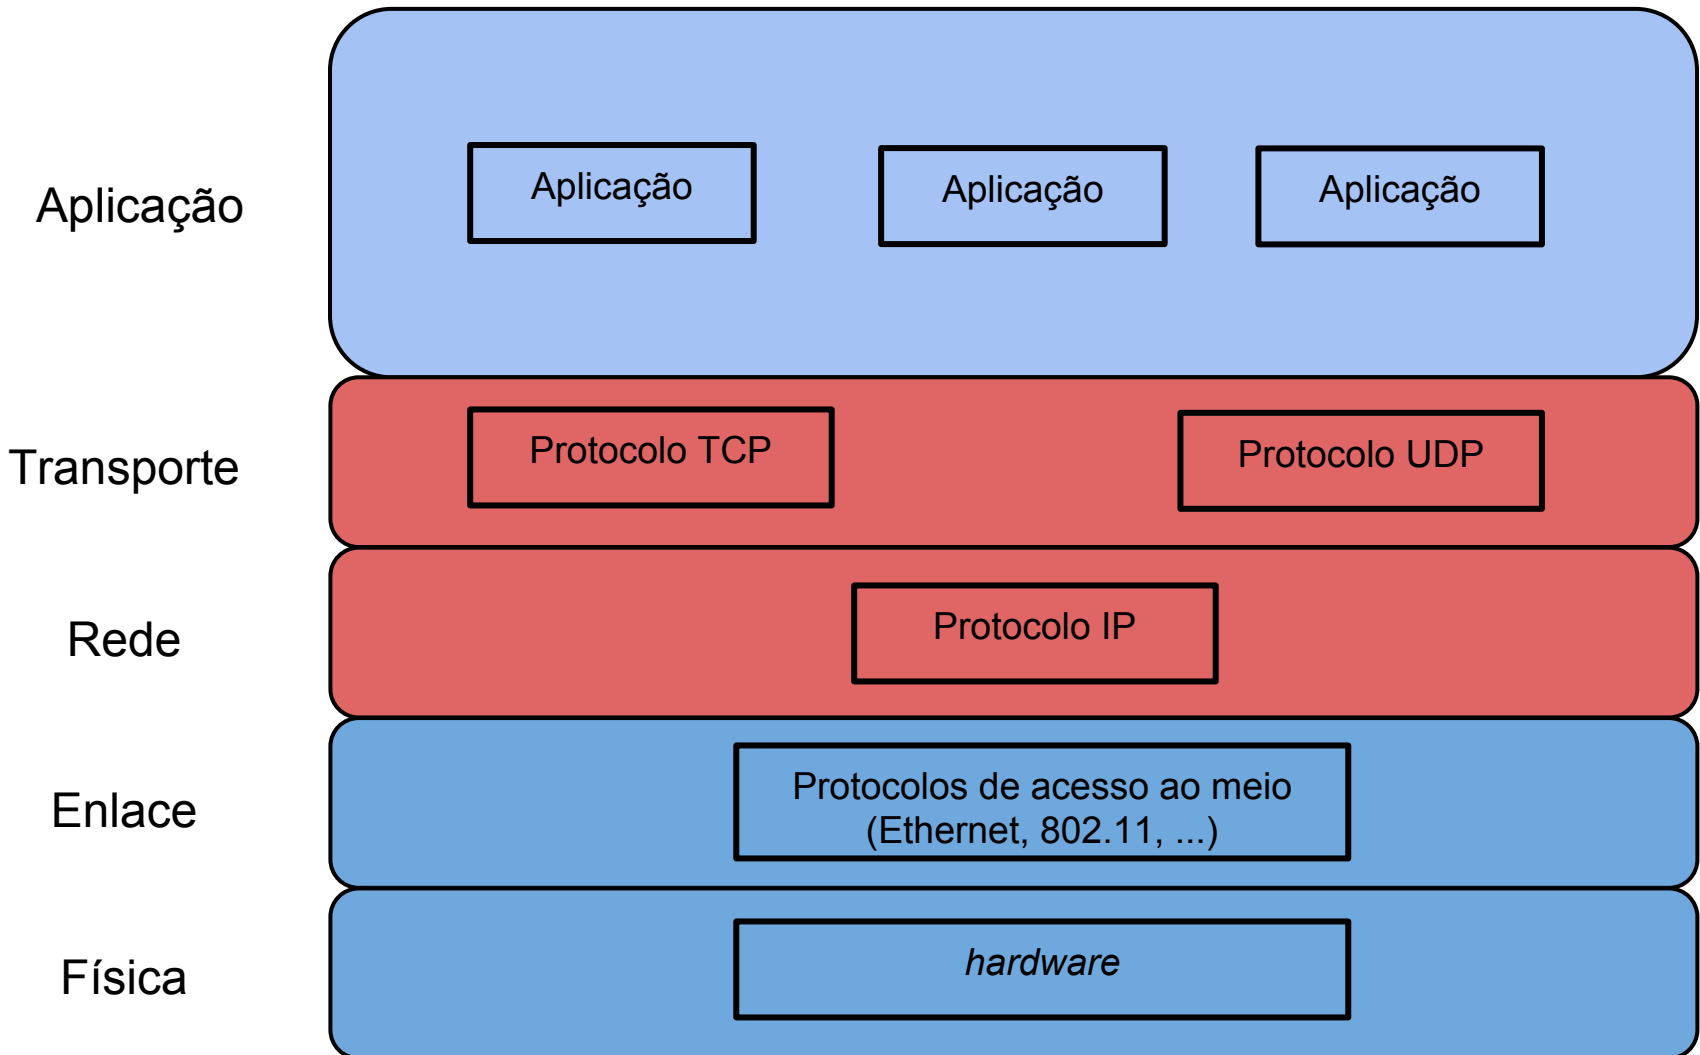 Aplicação
Aplicação
Aplicação
Aplicação
Transporte
Protocolo TCP
Protocolo UDP
Rede
Protocolo IP
Enlace
Protocolos de acesso ao meio
(Ethernet, 802.11, ...)
Física
hardware